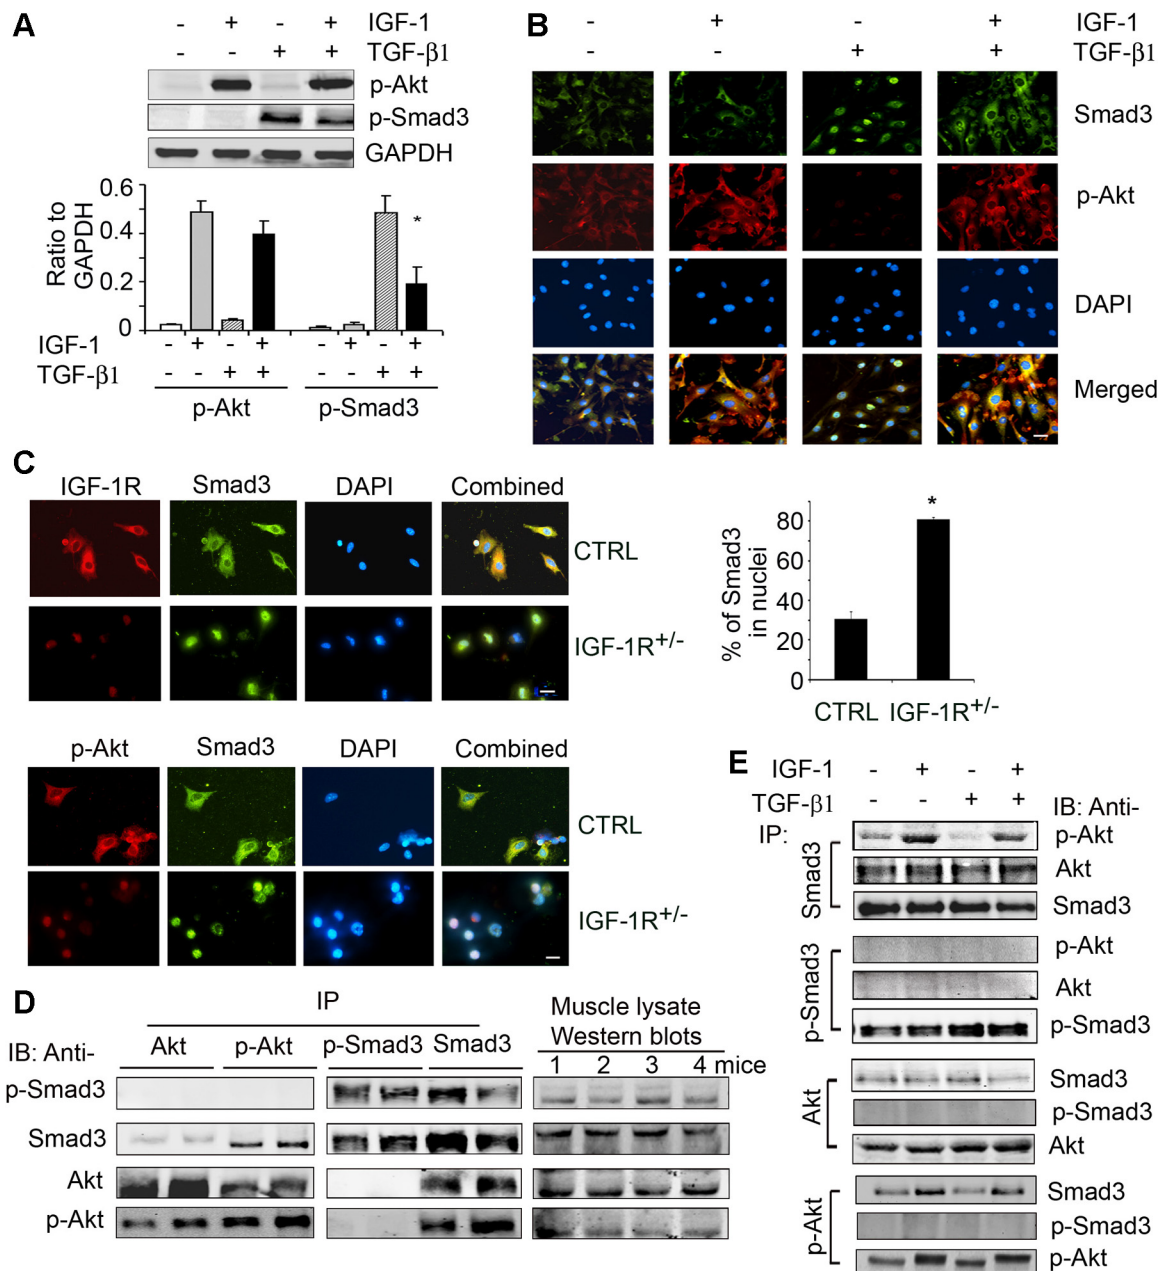 A
- + - + IGF-1
- - + + TGF-β1
p-Akt
p-Smad3
GAPDH
Ratio to
GAPDH
0.6
0.4
0.2
0
IGF-1 - + - + - + - +
TGF-β1 - - + + - - + +
p-Akt p-Smad3
B
- + - + IGF-1
- - + + TGF-β1
Smad3
p-Akt
DAPI
Merged
C
IGF-1R Smad3 DAPI Combined
CTRL
IGF-1R+/-
p-Akt Smad3 DAPI Combined
CTRL
IGF-1R+/-
% of Smad3
in nuclei
80
60
40
20
0
*
CTRL IGF-1R+/-
*
D
IP
Muscle lysate
Western blots
IB: Anti- Akt p-Akt p-Smad3 Smad3
1 2 3 4 mice
p-Smad3
Smad3
Akt
p-Akt
E
IGF-1 - + - +
TGF-β1 - - + + IB: Anti-
IP:
Smad3
p-Akt
Akt
Smad3
p-Smad3
p-Akt
Akt
p-Smad3
Akt
Smad3
p-Smad3
Akt
p-Akt
Smad3
p-Smad3
p-Akt